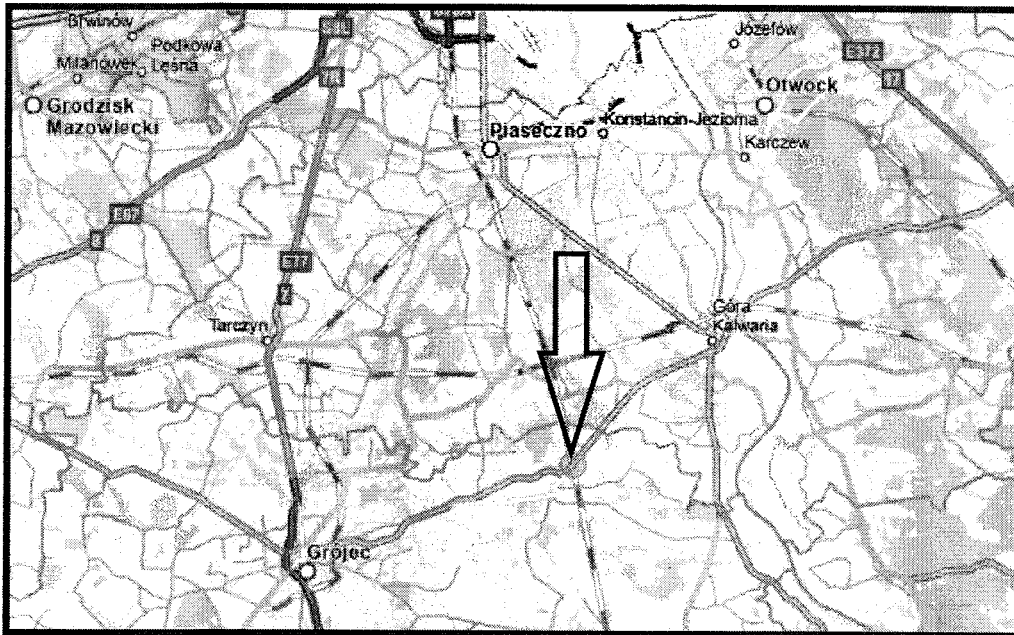 Brwinów
Podkowa
Leśna
Milanówek
Grodzisk
Mazowiecki
Józefów
Otwock
Piaseczno
Konstancin-Jeziorna
Karczew
E67
E77
7
Tarczyn
Góra
Kalwaria
Grójec